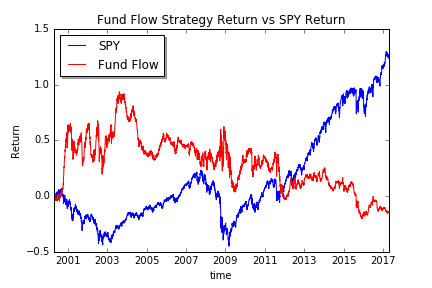 Fund Flow Strategy Return vs SPY Return
1.5
SPY
Fund Flow
1.0
0.5
0.0
−0.5
Return
2001 2003 2005 2007 2009 2011 2013 2015 2017
time